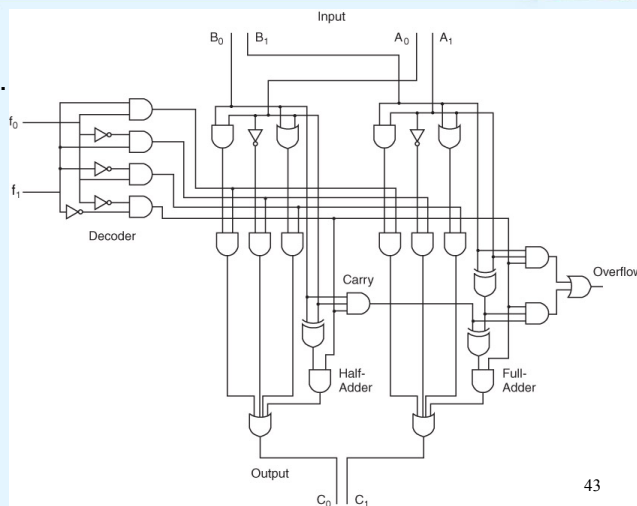 Input
B₀ B₁ A₀ A₁
f₀
f₁
Decoder
Carry
Overflow
Half-
Adder
Full-
Adder
Output
C₀ C₁
43